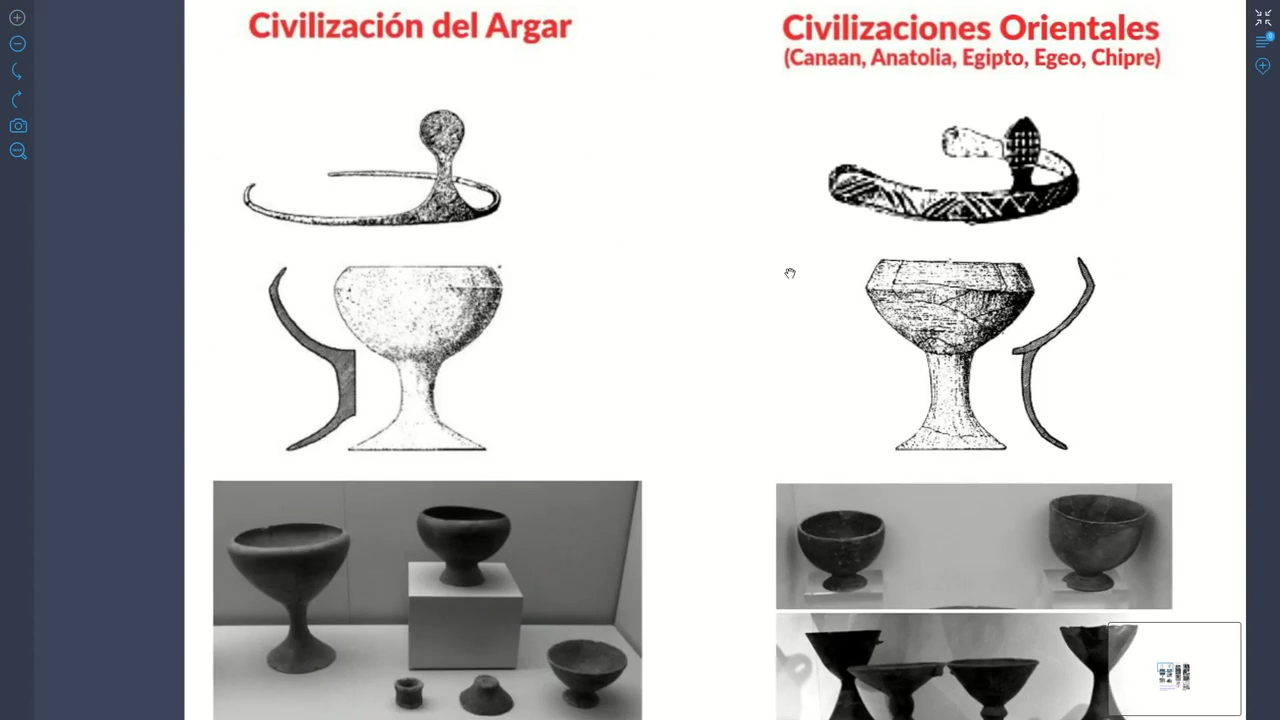 Civilización del Argar
Civilizaciones Orientales
(Canaan, Anatolia, Egipto, Egeo, Chipre)